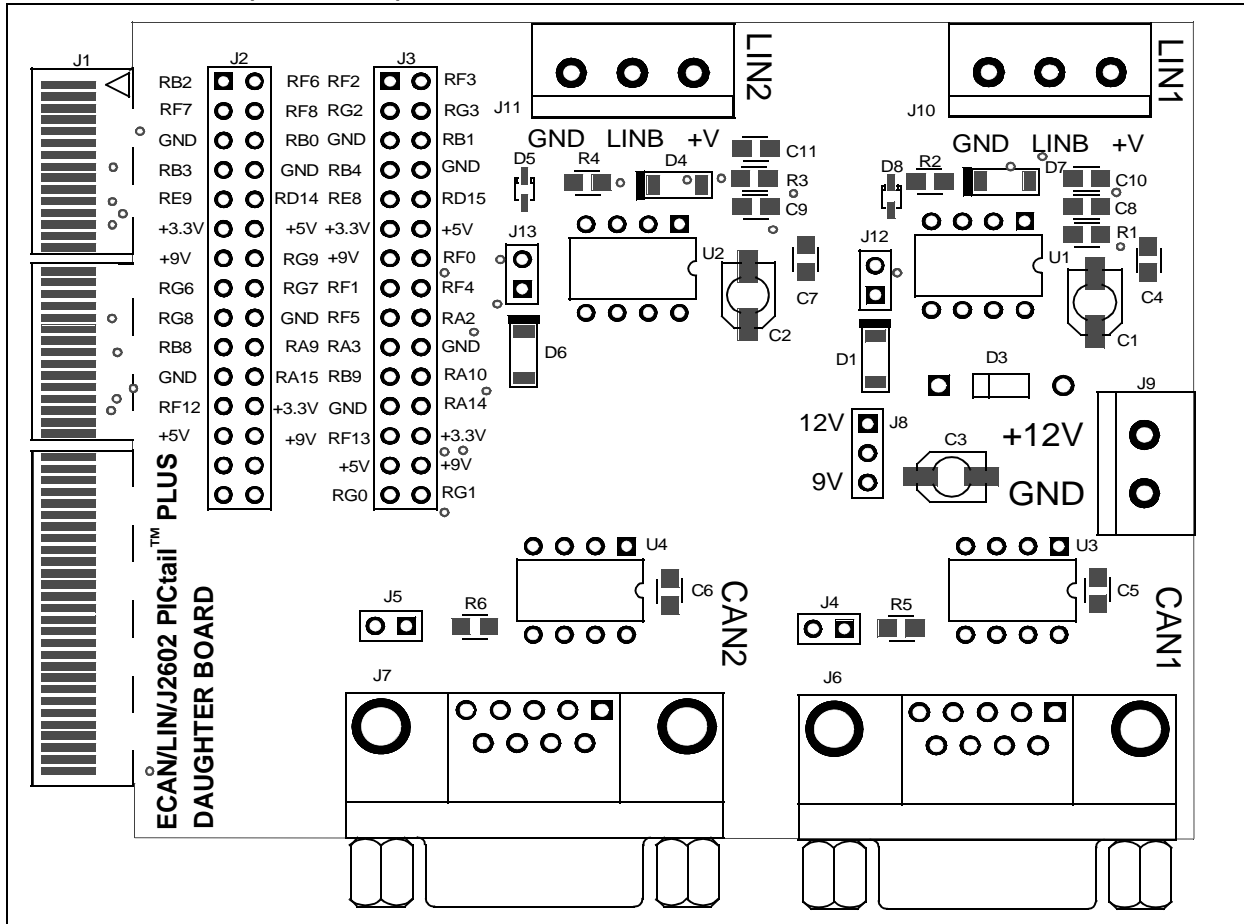 J1
J2
J3
RB2 RF6 RF2 RF3
RF7 RF8 RG2 RG3
GND RB0 GND RB1
RB3 GND RB4 GND
RE9 RD14 RE8 RD15
+3.3V +5V +3.3V +5V
+9V RG9 +9V RF0
RG6 RG7 RF1 RF4
RG8 GND RF5 RA2
RB8 RA9 RA3 GND
GND RA15 RB9 RA10
RF12 +3.3V GND RA14
+5V +9V RF13 +3.3V
+5V +9V
RG0 RG1
ECAN/LIN/J2602 PICtail™ PLUS
DAUGHTER BOARD
J11
LIN2
GND LINB +V
D5
R4
D4
C11
R3
C9
J13
U2
C7
C2
D6
J10
LIN1
GND LINB +V
D8
R2
D7
C10
C8
R1
J12
U1
C4
C1
D1
D3
J9
12V
J8
9V
C3
+12V
GND
U4
C6
CAN2
J5
R6
J7
U3
C5
CAN1
J4
R5
J6